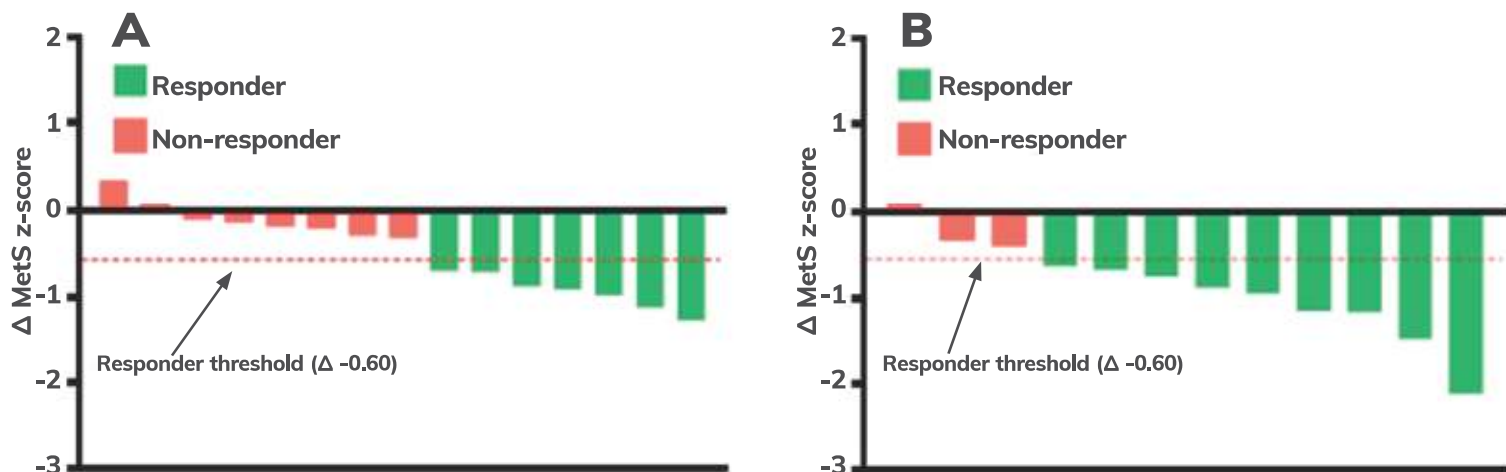 A
2
1
0
-1
-2
-3
Δ MetS z-score
Responder
Non-responder
Responder threshold (Δ -0.60)
B
2
1
0
-1
-2
-3
Δ MetS z-score
Responder
Non-responder
Responder threshold (Δ -0.60)